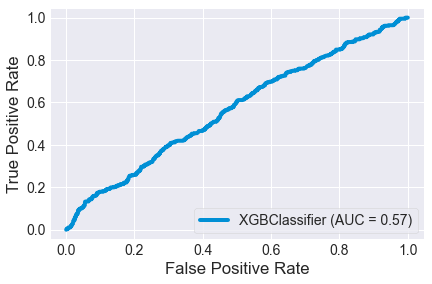 True Positive Rate
1.0
0.8
0.6
0.4
0.2
0.0
XGBClassifier (AUC = 0.57)
0.0 0.2 0.4 0.6 0.8 1.0
False Positive Rate